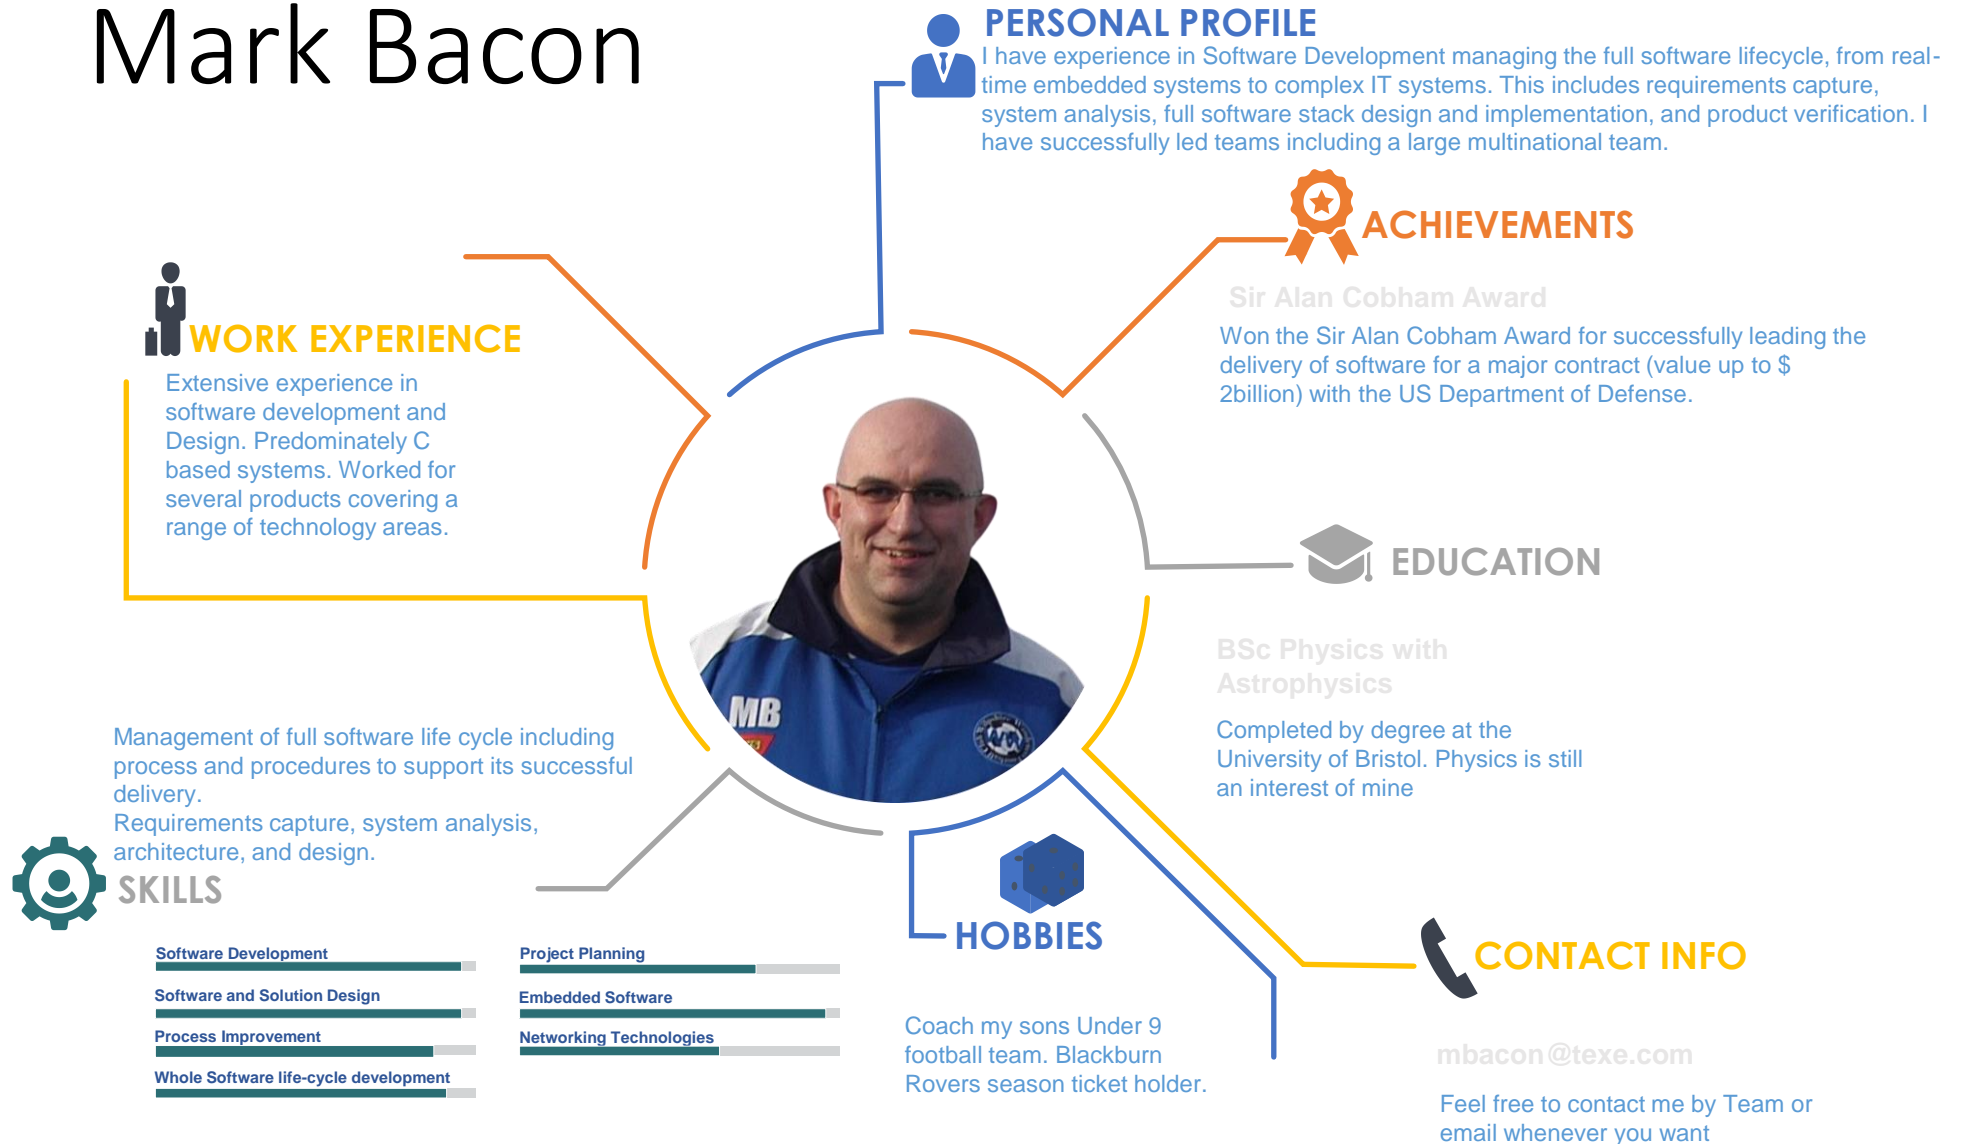 Mark Bacon
PERSONAL PROFILE
I have experience in Software Development managing the full software lifecycle, from real-
time embedded systems to complex IT systems. This includes requirements capture,
system analysis, full software stack design and implementation, and product verification. I
have successfully led teams including a large multinational team.
ACHIEVEMENTS
Sir Alan Cobham Award
Won the Sir Alan Cobham Award for successfully leading the
delivery of software for a major contract (value up to $
2billion) with the US Department of Defense.
WORK EXPERIENCE
Extensive experience in
software development and
Design. Predominately C
based systems. Worked for
several products covering a
range of technology areas.
EDUCATION
BSc Physics with
Astrophysics
Completed by degree at the
University of Bristol. Physics is still
an interest of mine
MB
Management of full software life cycle including
process and procedures to support its successful
delivery.
Requirements capture, system analysis,
architecture, and design.
SKILLS
Software Development
Software and Solution Design
Process Improvement
Whole Software life-cycle development
Project Planning
Embedded Software
Networking Technologies
HOBBIES
Coach my sons Under 9
football team. Blackburn
Rovers season ticket holder.
CONTACT INFO
mbacon@texe.com
Feel free to contact me by Team or
email whenever you want